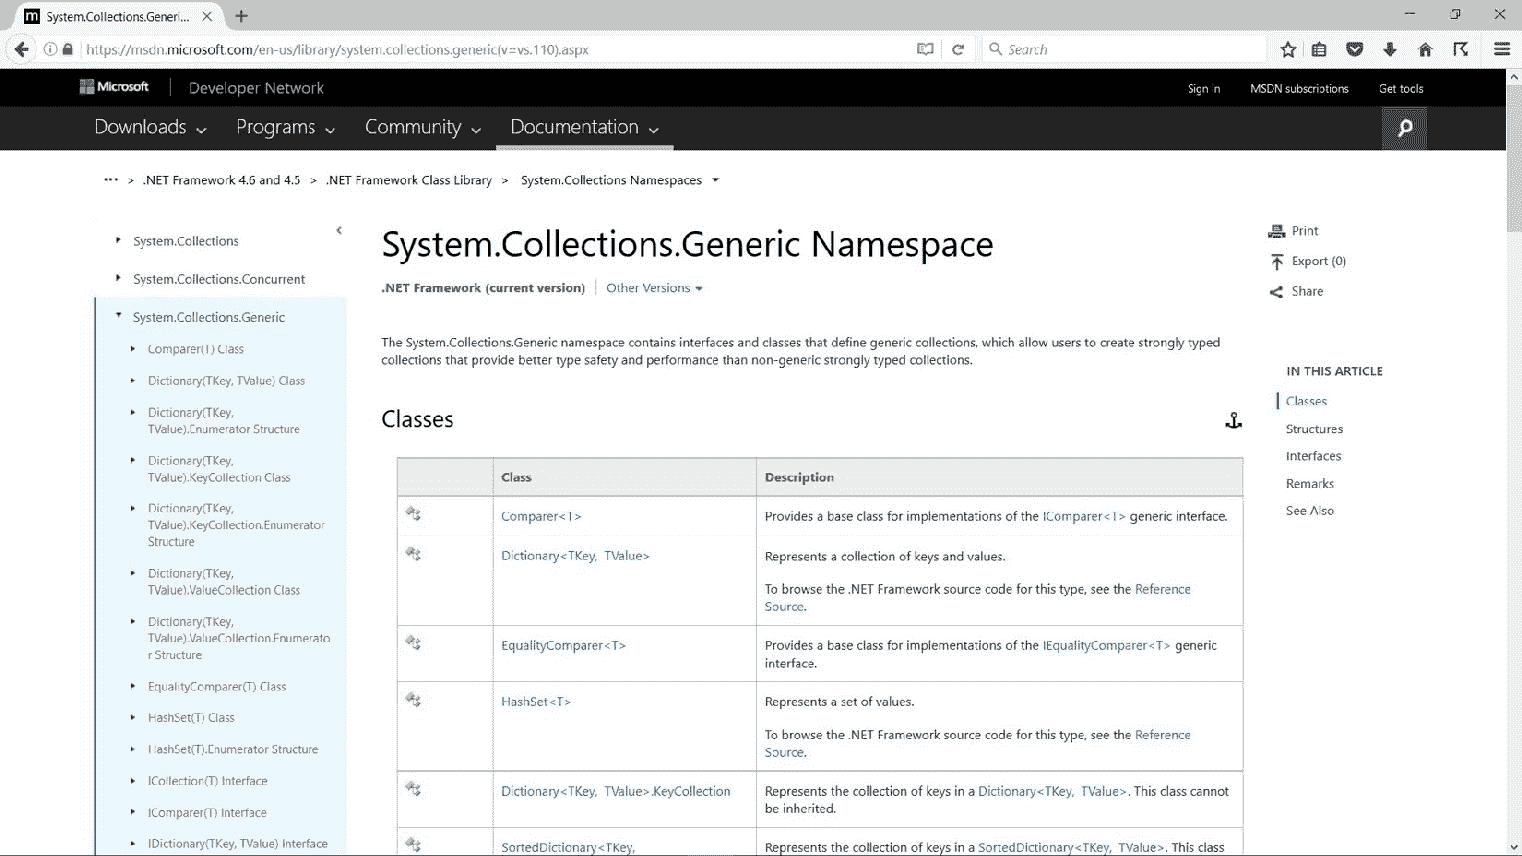 System.Collections.Generi...
https://msdn.microsoft.com/en-us/library/system.collections.generic(v=vs.110).aspx
Search
Microsoft
Developer Network
Sign in
MSDN subscriptions
Get tools
Downloads
Programs
Community
Documentation
... > .NET Framework 4.6 and 4.5 > .NET Framework Class Library > System.Collections Namespaces
System.Collections
System.Collections.Concurrent
System.Collections.Generic
Comparer(T) Class
Dictionary(TKey, TValue) Class
Dictionary(TKey,
TValue).Enumerator Structure
Dictionary(TKey,
TValue).KeyCollection Class
Dictionary(TKey,
TValue).KeyCollection.Enumerator
Structure
Dictionary(TKey,
TValue).ValueCollection Class
Dictionary(TKey,
TValue).ValueCollection.Enumerato
r Structure
EqualityComparer(T) Class
HashSet(T) Class
HashSet(T).Enumerator Structure
ICollection(T) Interface
IComparer(T) Interface
IDictionary(TKey, TValue) Interface
System.Collections.Generic Namespace
.NET Framework (current version)
Other Versions
The System.Collections.Generic namespace contains interfaces and classes that define generic collections, which allow users to create strongly typed
collections that provide better type safety and performance than non-generic strongly typed collections.
Classes
Class
Description
Comparer<T>
Provides a base class for implementations of the IComparer<T> generic interface.
Dictionary<TKey, TValue>
Represents a collection of keys and values.
To browse the .NET Framework source code for this type, see the Reference
Source.
EqualityComparer<T>
Provides a base class for implementations of the IEqualityComparer<T> generic
interface.
HashSet<T>
Represents a set of values.
To browse the .NET Framework source code for this type, see the Reference
Source.
Dictionary<TKey, TValue>.KeyCollection
Represents the collection of keys in a Dictionary<TKey, TValue>. This class cannot
be inherited.
SortedDictionary<TKey,
Represents the collection of keys in a SortedDictionary<TKey, TValue>. This class
Print
Export (0)
Share
IN THIS ARTICLE
Classes
Structures
Interfaces
Remarks
See Also